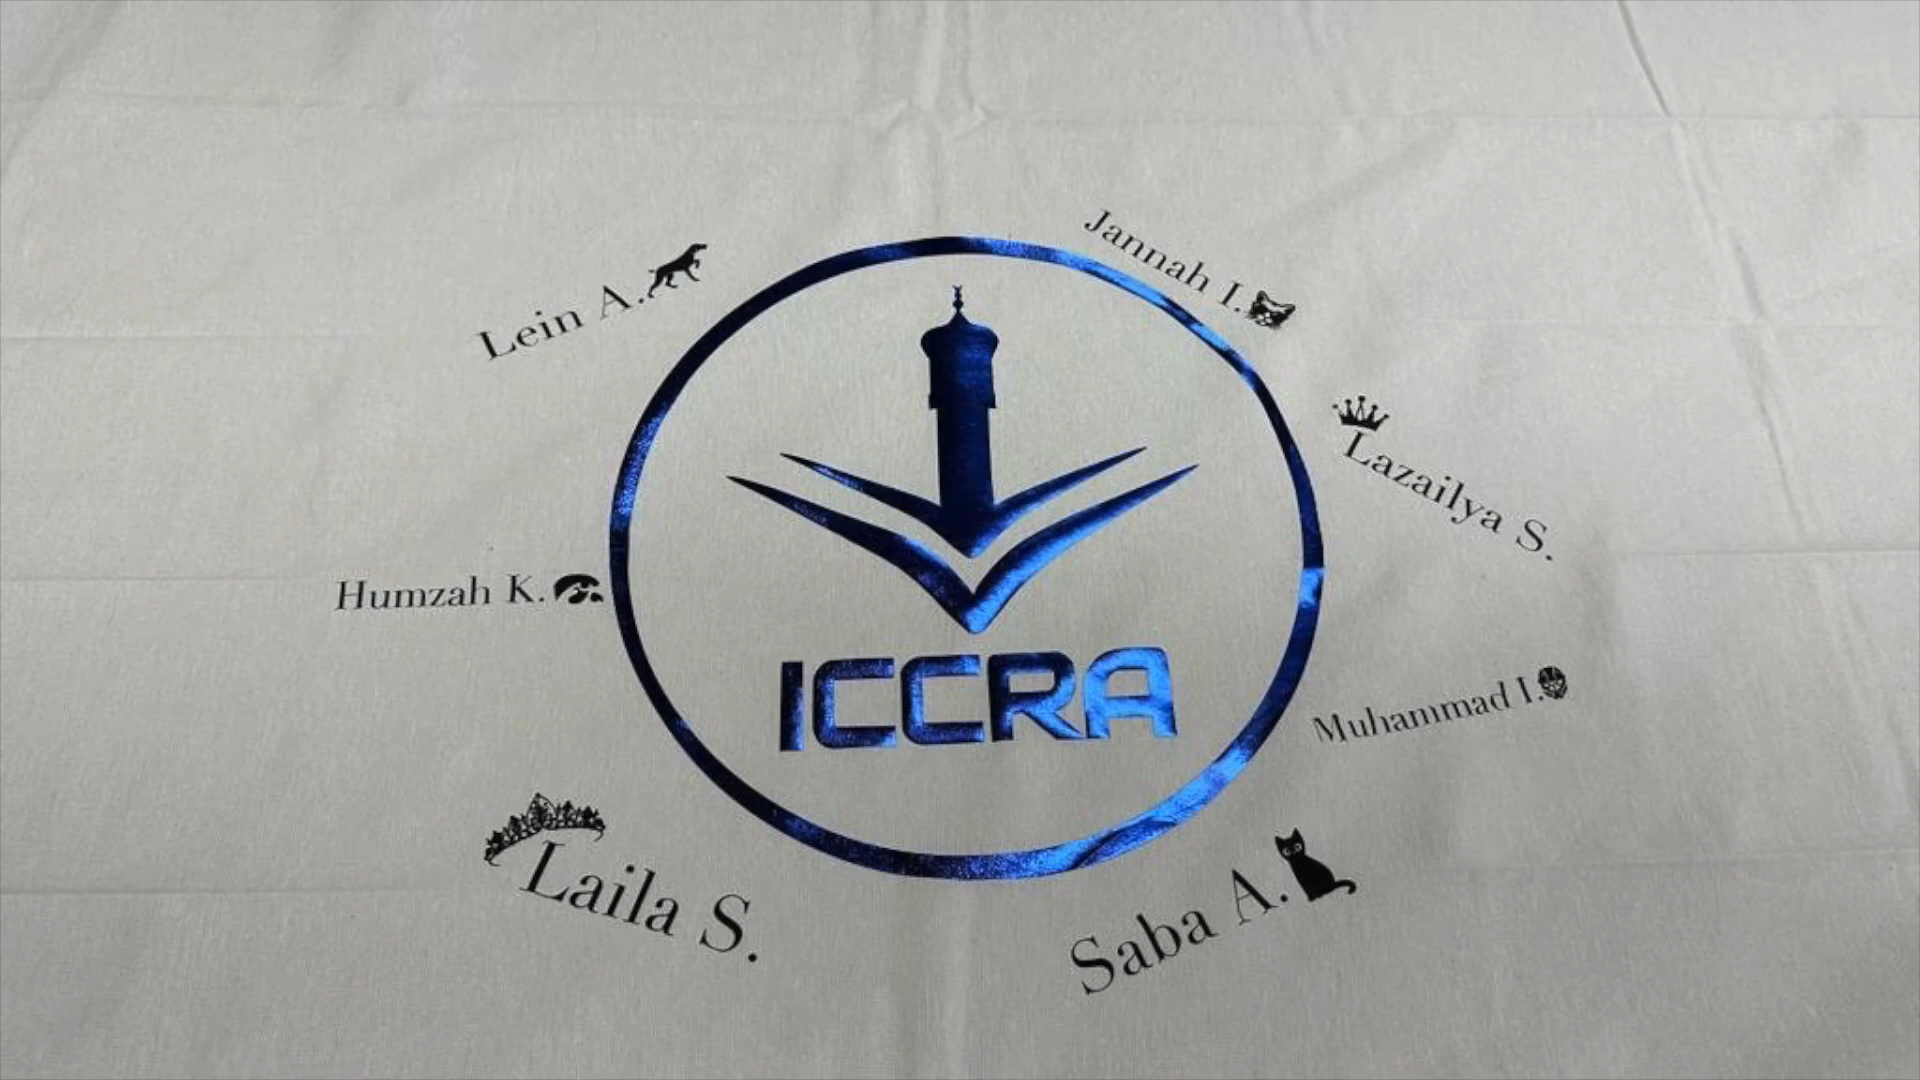 Jannah I.
Lein A.
Lazailya S.
Humzah K.
ICCRA
Muhammad I.
Laila S.
Saba A.